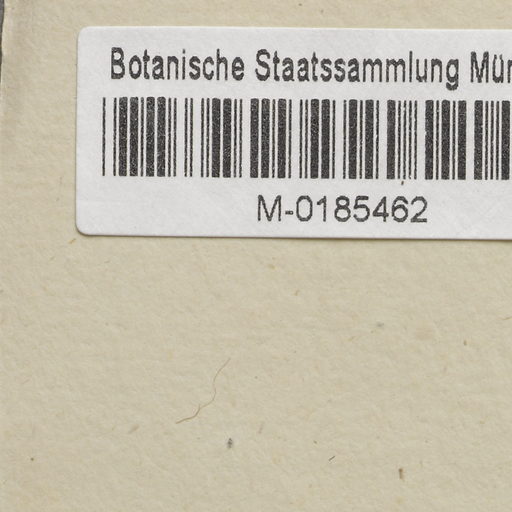 Botanische Staatssammlung Mün
M-0185462